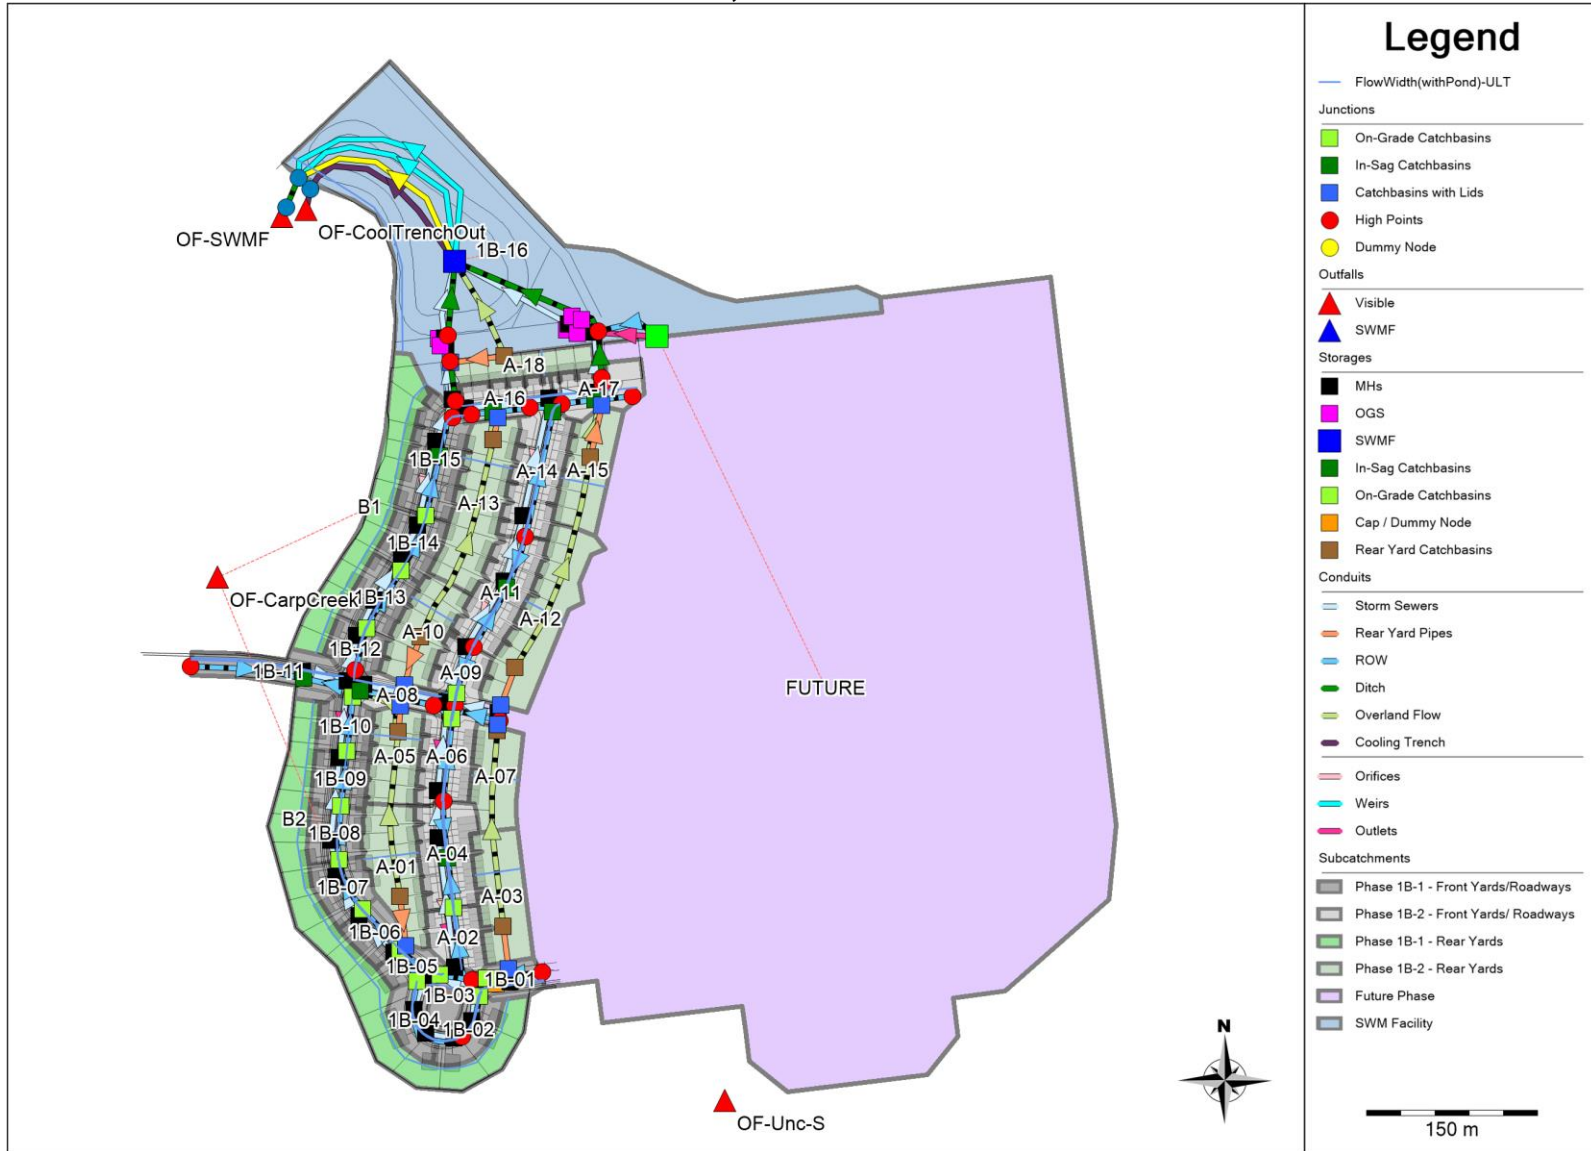 OF-SWMF
OF-CoolTrenchOut
1B-16
A-18
A-17
A-16
1B-15
A-14
A-15
A-13
B1
1B-14
OF-CarpCreek
1B-13
A-11
A-12
A-10
1B-12
1B-11
A-09
A-08
FUTURE
1B-10
A-06
A-05
A-07
1B-09
B2
1B-08
A-04
1B-07
A-01
A-03
1B-06
A-02
1B-05
1B-01
1B-03
1B-04
1B-02
OF-Unc-S
Legend
FlowWidth(withPond)-ULT
Junctions
On-Grade Catchbasins
In-Sag Catchbasins
Catchbasins with Lids
High Points
Dummy Node
Outfalls
Visible
SWMF
Storages
MHs
OGS
SWMF
In-Sag Catchbasins
On-Grade Catchbasins
Cap / Dummy Node
Rear Yard Catchbasins
Conduits
Storm Sewers
Rear Yard Pipes
ROW
Ditch
Overland Flow
Cooling Trench
Orifices
Weirs
Outlets
Subcatchments
Phase 1B-1 - Front Yards/Roadways
Phase 1B-2 - Front Yards/ Roadways
Phase 1B-1 - Rear Yards
Phase 1B-2 - Rear Yards
Future Phase
SWM Facility
N
150 m